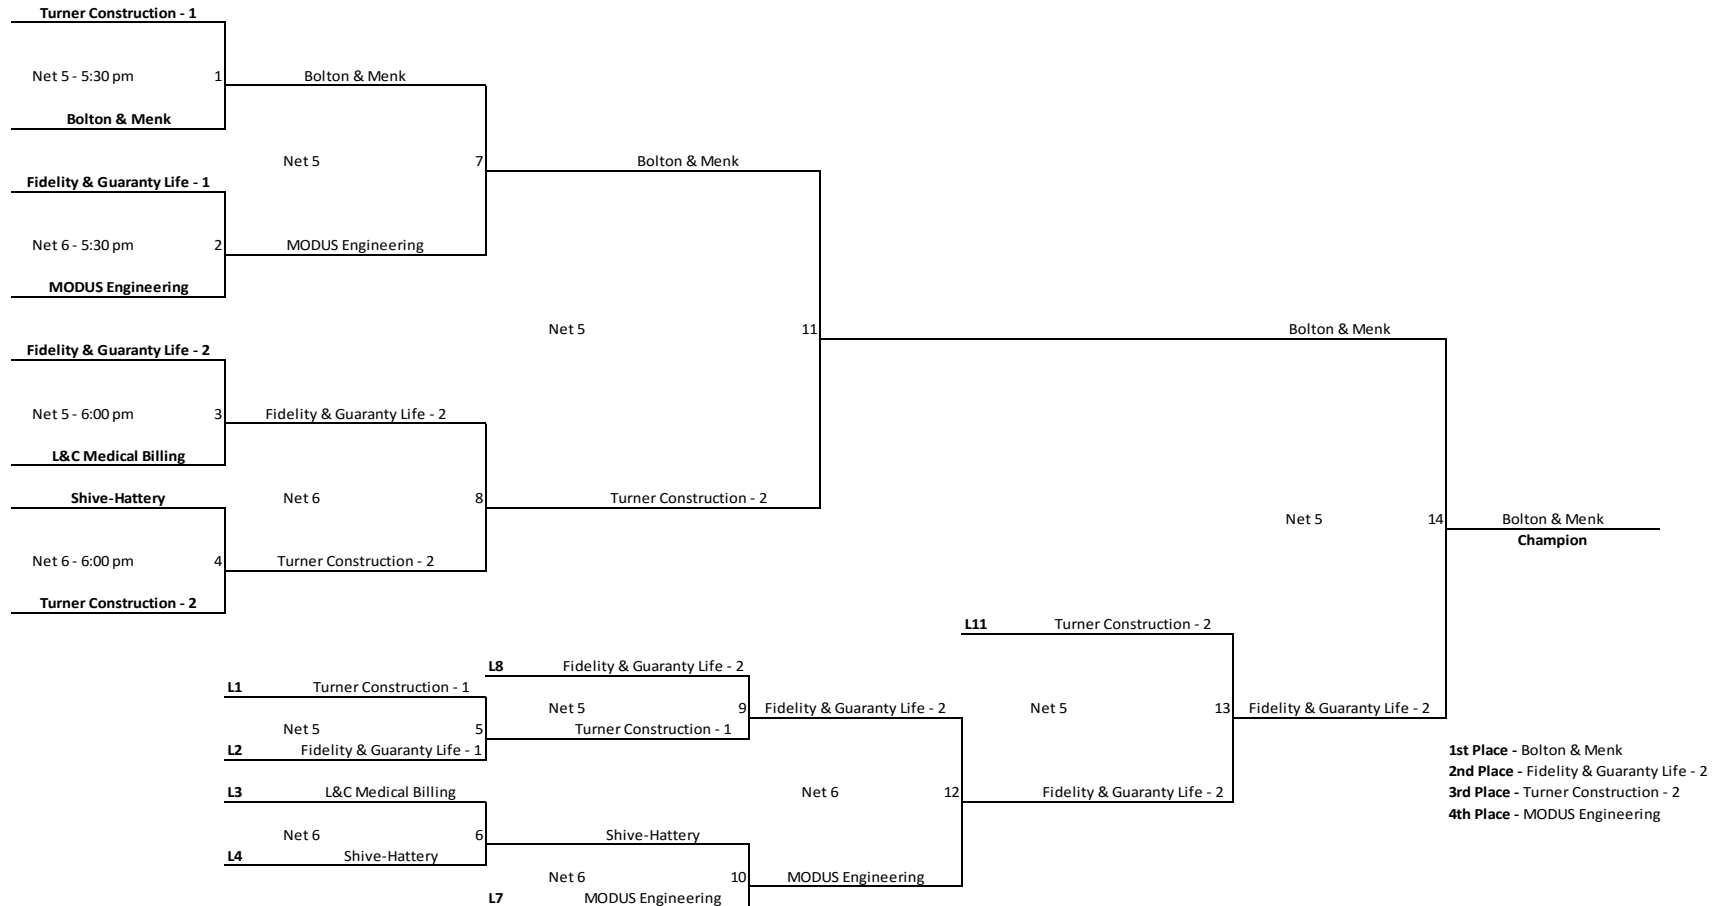 Turner Construction - 1
Net 5 - 5:30 pm 1 Bolton & Menk
Bolton & Menk
Net 5 7 Bolton & Menk
Fidelity & Guaranty Life - 1
Net 6 - 5:30 pm 2 MODUS Engineering
MODUS Engineering
Net 5 11 Bolton & Menk
Fidelity & Guaranty Life - 2
Net 5 - 6:00 pm 3 Fidelity & Guaranty Life - 2
L&C Medical Billing
Shive-Hattery Net 6 8 Turner Construction - 2
Net 5 14 Bolton & Menk
Champion
Net 6 - 6:00 pm 4 Turner Construction - 2
Turner Construction - 2
L11 Turner Construction - 2
L8 Fidelity & Guaranty Life - 2
L1 Turner Construction - 1
Net 5 9 Fidelity & Guaranty Life - 2 Net 5 13 Fidelity & Guaranty Life - 2
Net 5 5 Turner Construction - 1
L2 Fidelity & Guaranty Life - 1
1st Place - Bolton & Menk
2nd Place - Fidelity & Guaranty Life - 2
L3 L&C Medical Billing Net 6 12 Fidelity & Guaranty Life - 2
3rd Place - Turner Construction - 2
4th Place - MODUS Engineering
Net 6 6 Shive-Hattery
L4 Shive-Hattery
Net 6 10 MODUS Engineering
L7 MODUS Engineering